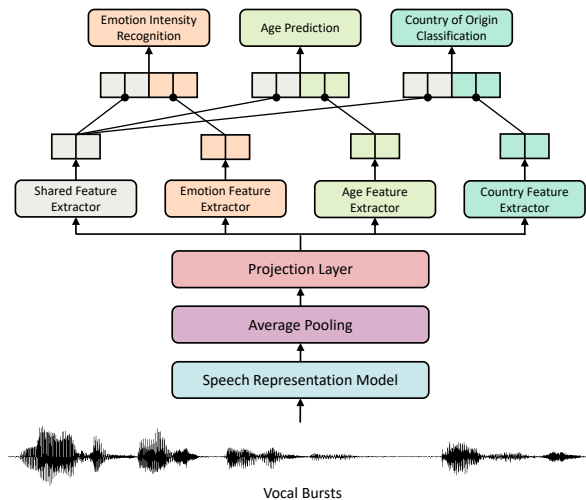 Emotion Intensity
Recognition
Age Prediction
Country of Origin
Classification
Shared Feature
Extractor
Emotion Feature
Extractor
Age Feature
Extractor
Country Feature
Extractor
Projection Layer
Average Pooling
Speech Representation Model
Vocal Bursts